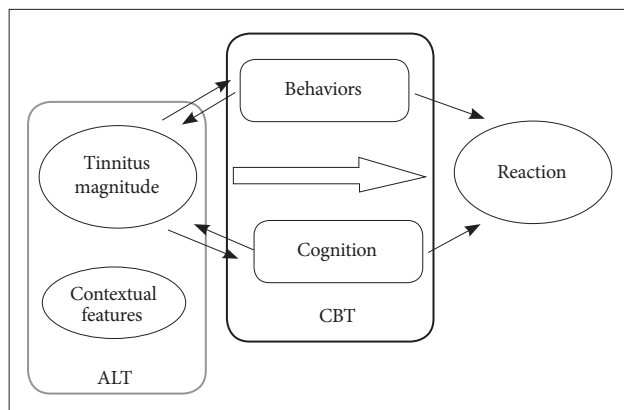 Behaviors
Tinnitus
magnitude
Reaction
Cognition
Contextual
features
CBT
ALT